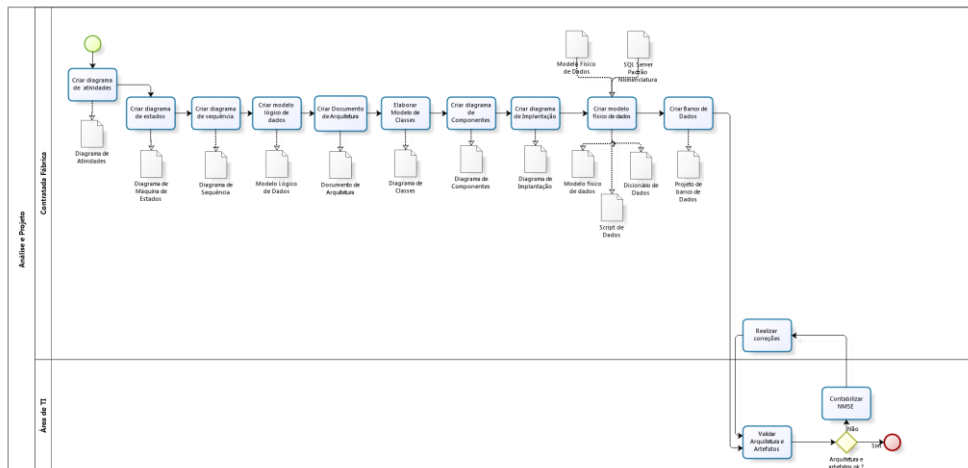 Análise e Projeto
Contratada Fábrica
Modelo Físico
de Dados
SQL Server
Padrão
Nomenclatura
Criar diagrama
de atividades
Criar diagrama
de estados
Criar diagrama
de sequência
Criar modelo
lógico de
dados
Criar Documento
de Arquitetura
Elaborar
Modelo de
Classes
Criar diagrama
de
Componentes
Criar diagrama
de Implantação
Criar modelo
físico de dados
Criar Banco de
Dados
Diagrama de
Atividades
Diagrama de
Máquina de
Estados
Diagrama de
Sequência
Modelo Lógico
de Dados
Documento de
Arquitetura
Diagrama de
Classes
Diagrama de
Componentes
Diagrama de
Implantação
Modelo físico
de dados
Dicionário de
Dados
Projeto de
banco de
Dados
Script de
Dados
Realizar
correções
Área de TI
Contabilizar
NMSE
Não
Validar
Arquitetura e
Artefatos
Sim
Arquitetura e
artefatos ok ?